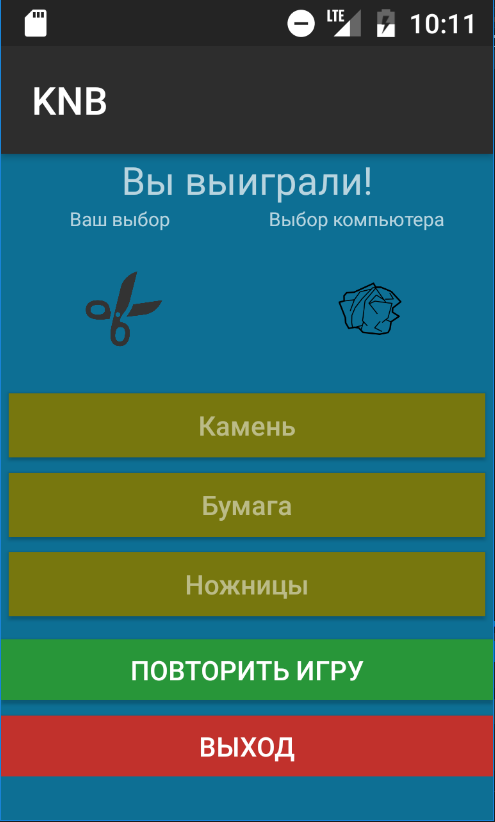 LTE 10:11
KNB
Вы выиграли!
Ваш выбор Выбор компьютера
Камень
Бумага
Ножницы
ПОВТОРИТЬ ИГРУ
ВЫХОД